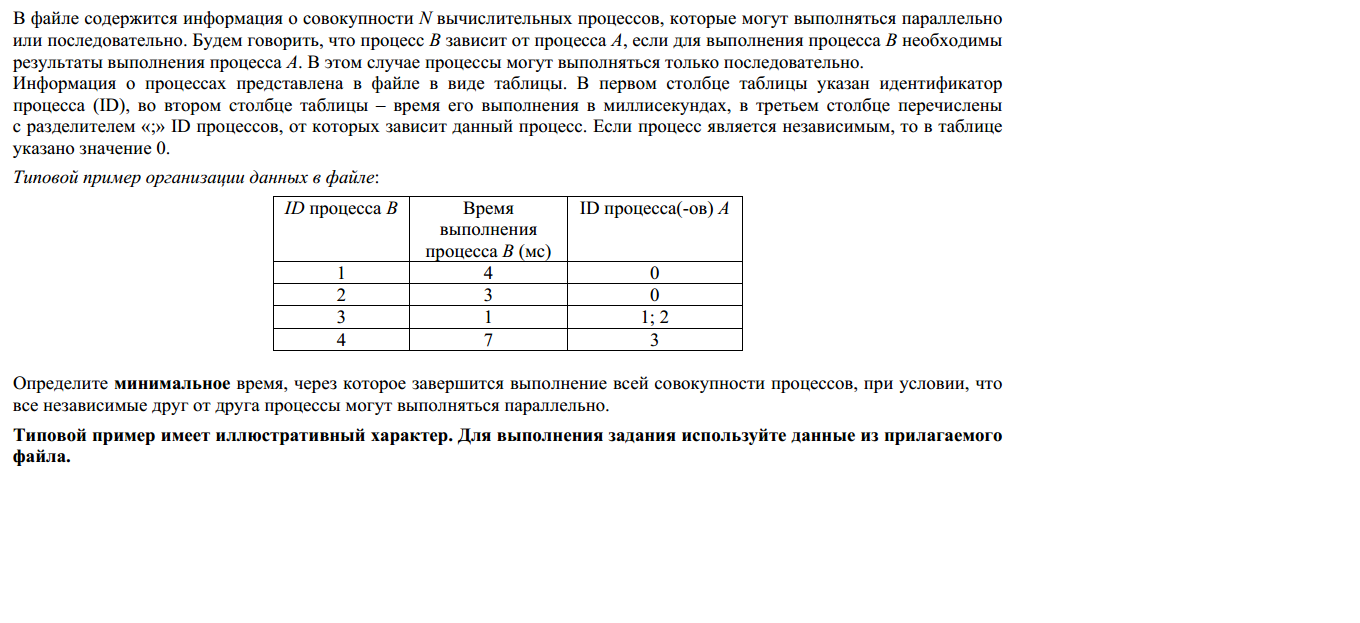 В файле содержится информация о совокупности N вычислительных процессов, которые могут выполняться параллельно
или последовательно. Будем говорить, что процесс B зависит от процесса A, если для выполнения процесса B необходимы
результаты выполнения процесса A. В этом случае процессы могут выполняться только последовательно.
Информация о процессах представлена в файле в виде таблицы. В первом столбце таблицы указан идентификатор
процесса (ID), во втором столбце таблицы – время его выполнения в миллисекундах, в третьем столбце перечислены
с разделителем «;» ID процессов, от которых зависит данный процесс. Если процесс является независимым, то в таблице
указано значение 0.
Типовой пример организации данных в файле:
ID процесса B Время ID процесса(-ов) A
выполнения
процесса B (мс)
1 4 0
2 3 0
3 1 1; 2
4 7 3
Определите минимальное время, через которое завершится выполнение всей совокупности процессов, при условии, что
все независимые друг от друга процессы могут выполняться параллельно.
Типовой пример имеет иллюстративный характер. Для выполнения задания используйте данные из прилагаемого
файла.